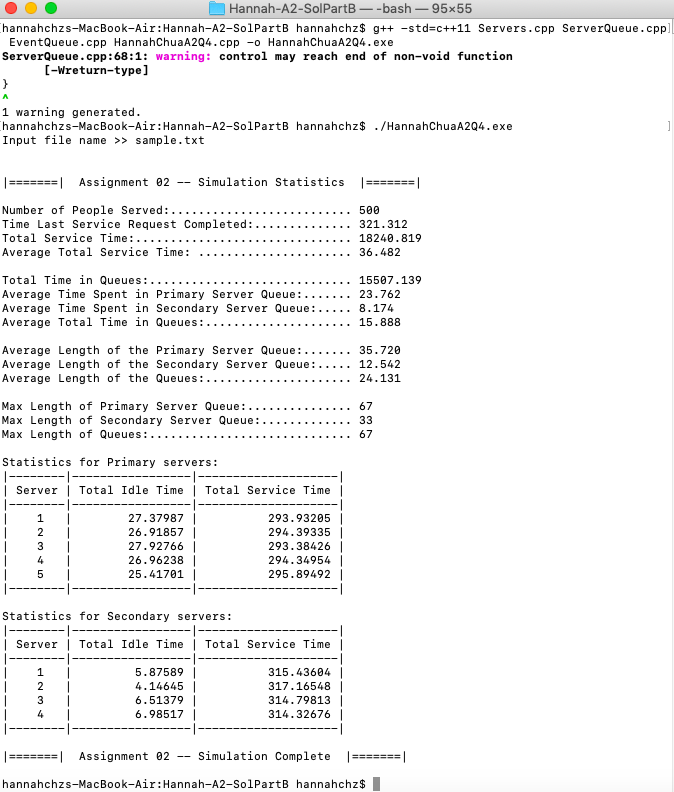 Hannah-A2-SolPartB — -bash — 95×55
[hannahchzs-MacBook-Air:Hannah-A2-SolPartB hannahchz$ g++ -std=c++11 Servers.cpp ServerQueue.cpp]
 EventQueue.cpp HannahChuaA2Q4.cpp -o HannahChuaA2Q4.exe
ServerQueue.cpp:68:1: warning: control may reach end of non-void function
      [-Wreturn-type]
}
^
1 warning generated.
[hannahchzs-MacBook-Air:Hannah-A2-SolPartB hannahchz$ ./HannahChuaA2Q4.exe                      ]
Input file name >> sample.txt
|=======|  Assignment 02 -- Simulation Statistics  |=======|
Number of People Served:.......................... 500
Time Last Service Request Completed:.............. 321.312
Total Service Time:............................... 18240.819
Average Total Service Time: ...................... 36.482
Total Time in Queues:............................. 15507.139
Average Time Spent in Primary Server Queue:....... 23.762
Average Time Spent in Secondary Server Queue:..... 8.174
Average Total Time in Queues:..................... 15.888
Average Length of the Primary Server Queue:....... 35.720
Average Length of the Secondary Server Queue:..... 12.542
Average Length of the Queues:..................... 24.131
Max Length of Primary Server Queue:............... 67
Max Length of Secondary Server Queue:............. 33
Max Length of Queues:............................. 67
Statistics for Primary servers:
|--------|-----------------|--------------------|
| Server | Total Idle Time | Total Service Time |
|--------|-----------------|--------------------|
|    1   |        27.37987 |          293.93205 |
|    2   |        26.91857 |          294.39335 |
|    3   |        27.92766 |          293.38426 |
|    4   |        26.96238 |          294.34954 |
|    5   |        25.41701 |          295.89492 |
|--------|-----------------|--------------------|
Statistics for Secondary servers:
|--------|-----------------|--------------------|
| Server | Total Idle Time | Total Service Time |
|--------|-----------------|--------------------|
|    1   |         5.87589 |          315.43604 |
|    2   |         4.14645 |          317.16548 |
|    3   |         6.51379 |          314.79813 |
|    4   |         6.98517 |          314.32676 |
|--------|-----------------|--------------------|
|=======|  Assignment 02 -- Simulation Complete  |=======|
hannahchzs-MacBook-Air:Hannah-A2-SolPartB hannahchz$